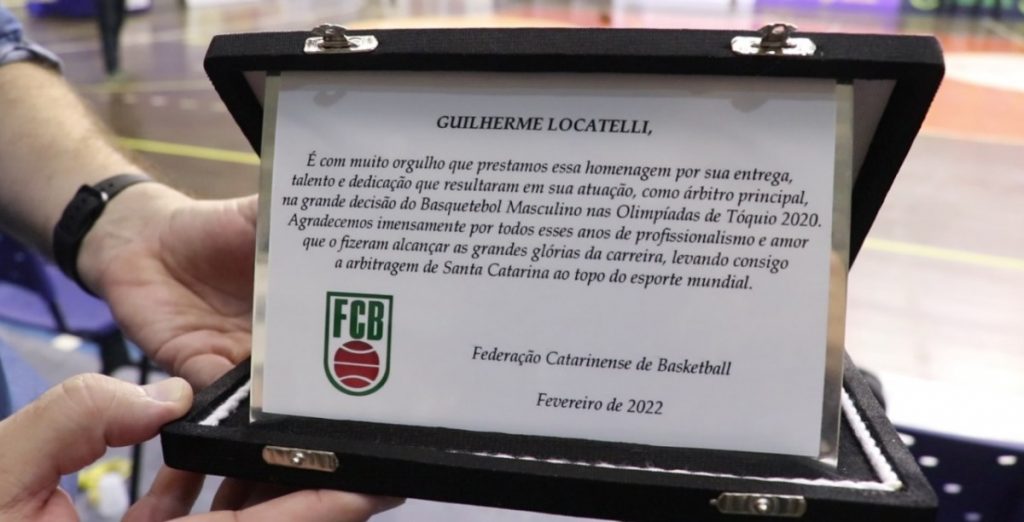 GUILHERME LOCATELLI,
É com muito orgulho que prestamos essa homenagem por sua entrega,
talento e dedicação que resultaram em sua atuação, como árbitro principal,
na grande decisão do Basquetebol Masculino nas Olimpíadas de Tóquio 2020.
Agradecemos imensamente por todos esses anos de profissionalismo e amor
que o fizeram alcançar as grandes glórias da carreira, levando consigo
a arbitragem de Santa Catarina ao topo do esporte mundial.
FCB
Federação Catarinense de Basketball
Fevereiro de 2022